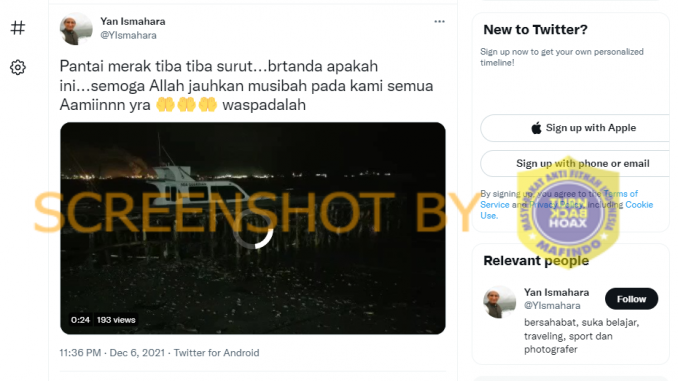 Yan Ismahara
@YIsmahara
Pantai merak tiba tiba surut...brtanda apakah
ini...semoga Allah jauhkan musibah pada kami semua
Aamiinnn yra 🤲🤲🤲 waspadalah
SCREENSHOT BY
0:24 193 views
11:36 PM · Dec 6, 2021 · Twitter for Android
New to Twitter?
Sign up now to get your own personalized
timeline!
Sign up with Apple
Sign up with phone or email
By signing up, you agree to the Terms of
Service and Privacy Policy, including Cookie
Use.
MASYARAKAT ANTI FITNAH INDONESIA
TURN
BACK
HOAX
MAFINDO
Relevant people
Yan Ismahara
@YIsmahara
Follow
bersahabat, suka belajar,
traveling, sport dan
photografer